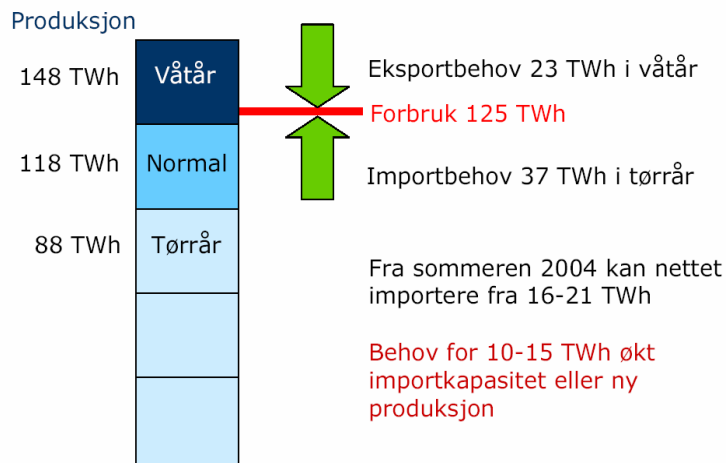 Produksjon
148 TWh
Våtår
Eksportbehov 23 TWh i våtår
Forbruk 125 TWh
118 TWh
Normal
Importbehov 37 TWh i tørrår
88 TWh
Tørrår
Fra sommeren 2004 kan nettet
importere fra 16-21 TWh
Behov for 10-15 TWh økt
importkapasitet eller ny
produksjon